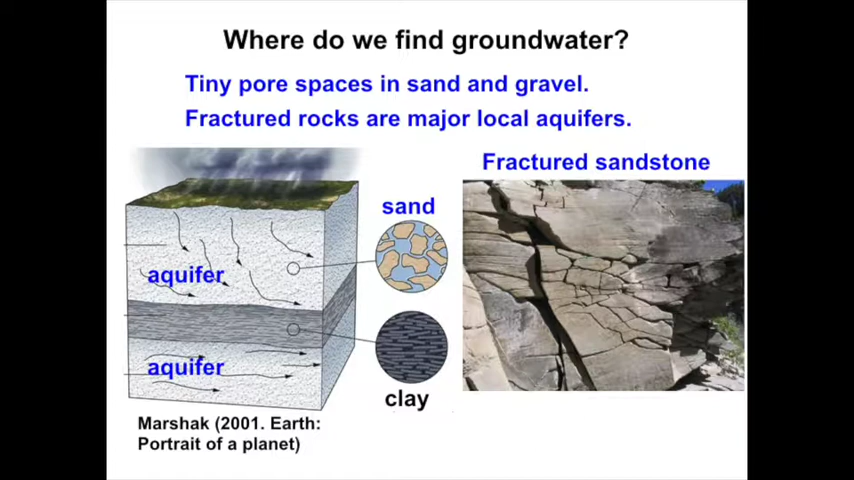 Where do we find groundwater?
Tiny pore spaces in sand and gravel.
Fractured rocks are major local aquifers.
Fractured sandstone
sand
aquifer
aquifer
clay
Marshak (2001. Earth:
Portrait of a planet)